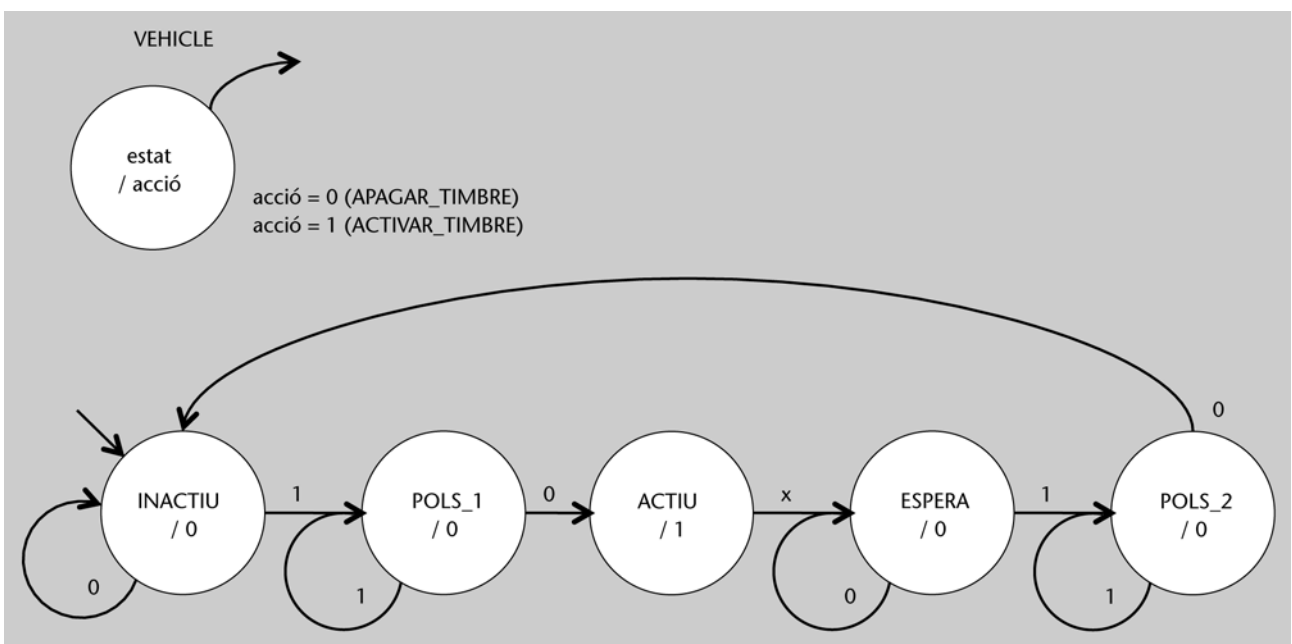 VEHICLE
estat
/ acció
acció = 0 (APAGAR_TIMBRE)
acció = 1 (ACTIVAR_TIMBRE)
0
INACTIU
/ 0
1
POLS_1
/ 0
0
ACTIU
/ 1
x
ESPERA
/ 0
1
POLS_2
/ 0
0
1
0
1